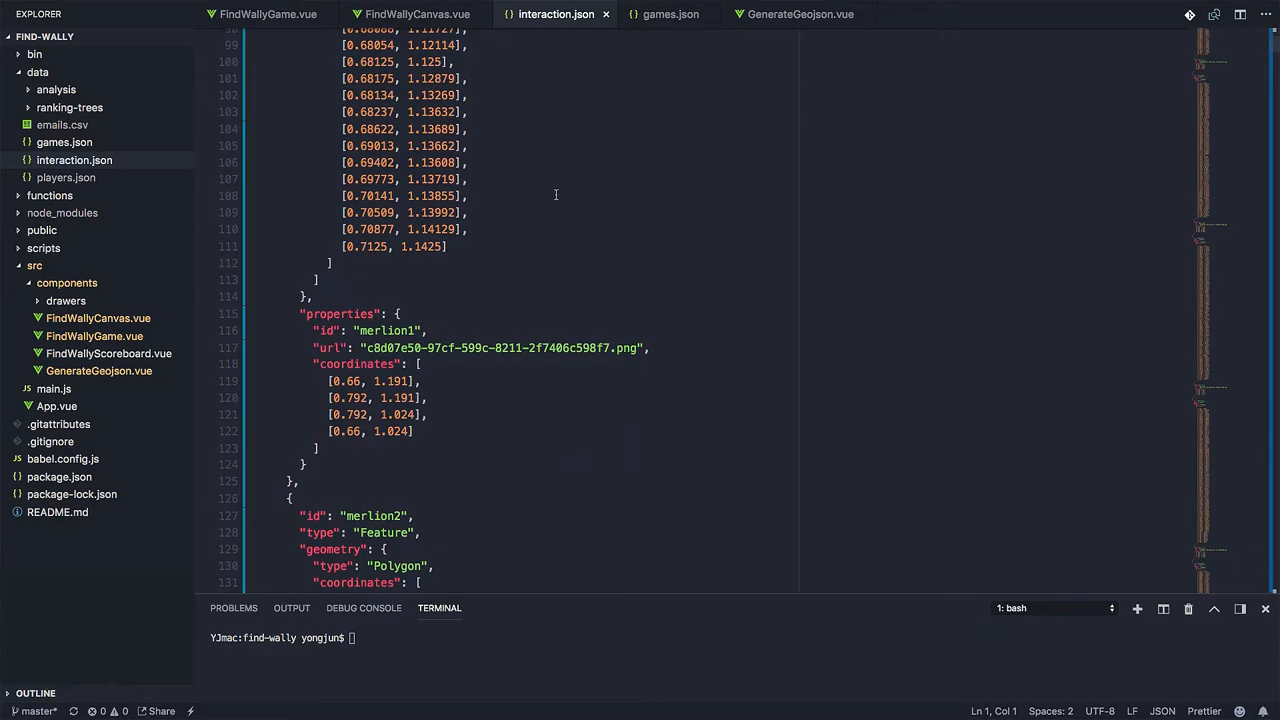 EXPLORER
FindWallyGame.vue
FindWallyCanvas.vue
{} interaction.json ×
{} games.json
GenerateGeojson.vue
FIND-WALLY
bin
data
analysis
ranking-trees
emails.csv
{} games.json
{} interaction.json
{} players.json
functions
node_modules
public
scripts
src
components
drawers
FindWallyCanvas.vue
FindWallyGame.vue
FindWallyScoreboard.vue
GenerateGeojson.vue
JS main.js
App.vue
.gitattributes
.gitignore
babel.config.js
{} package.json
{} package-lock.json
README.md
OUTLINE
98 [0.68088, 1.11727],
99 [0.68054, 1.12114],
100 [0.68125, 1.125],
101 [0.68175, 1.12879],
102 [0.68134, 1.13269],
103 [0.68237, 1.13632],
104 [0.68622, 1.13689],
105 [0.69013, 1.13662],
106 [0.69402, 1.13608],
107 [0.69773, 1.13719],
108 [0.70141, 1.13855],
109 [0.70509, 1.13992],
110 [0.70877, 1.14129],
111 [0.7125, 1.1425]
112 ]
113 ]
114 },
115 "properties": {
116 "id": "merlion1",
117 "url": "c8d07e50-97cf-599c-8211-2f7406c598f7.png",
118 "coordinates": [
119 [0.66, 1.191],
120 [0.792, 1.191],
121 [0.792, 1.024],
122 [0.66, 1.024]
123 ]
124 }
125 },
126 {
127 "id": "merlion2",
128 "type": "Feature",
129 "geometry": {
130 "type": "Polygon",
131 "coordinates": [
PROBLEMS OUTPUT DEBUG CONSOLE TERMINAL
1: bash
YJmac:find-wally yongjun$
master* 0 0 Share
Ln 1, Col 1 Spaces: 2 UTF-8 LF JSON Prettier